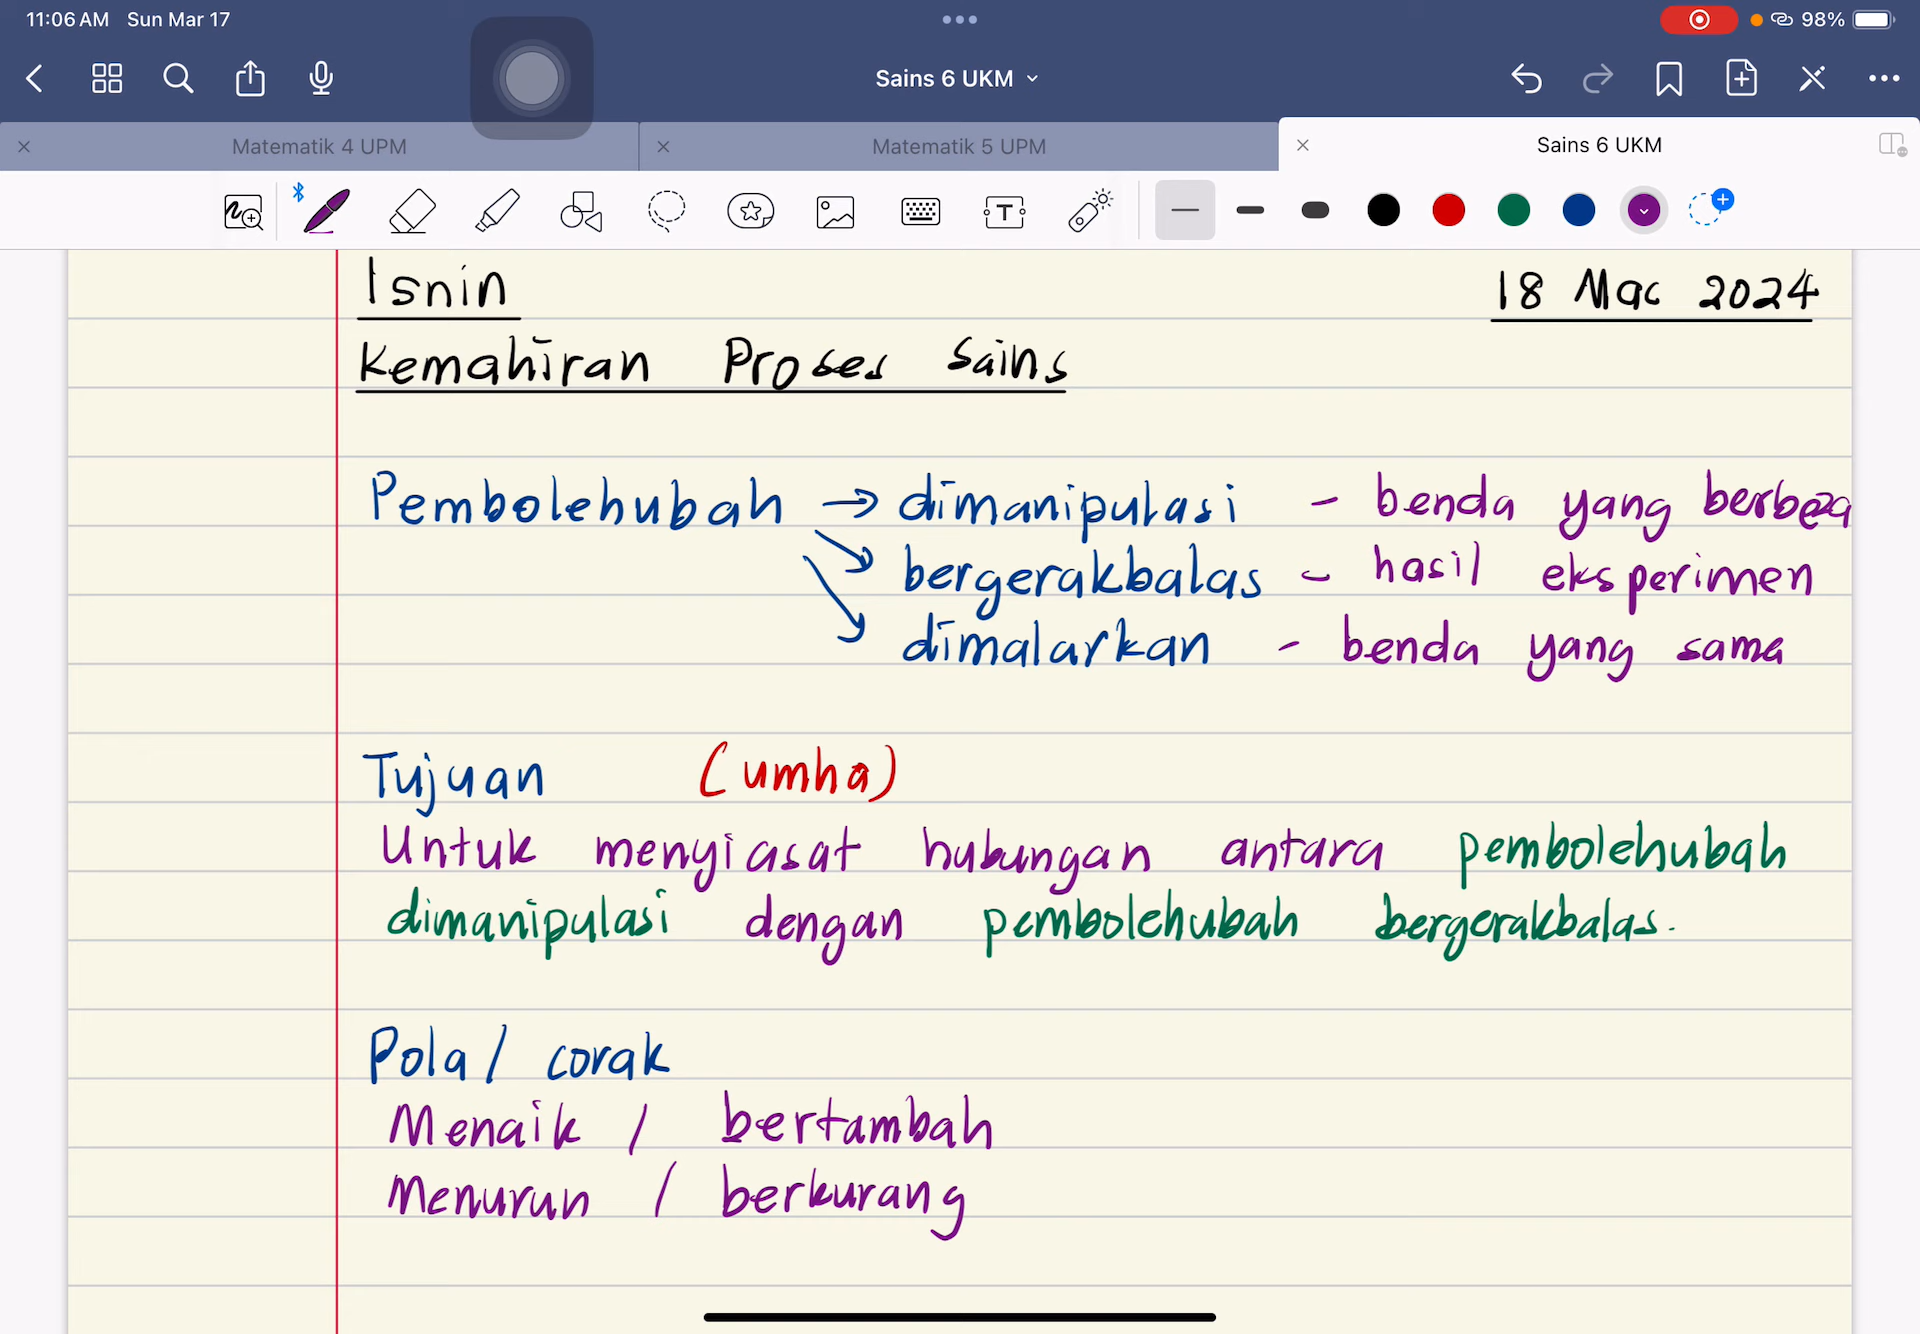 11:06 AM Sun Mar 17
98%
Sains 6 UKM
Matematik 4 UPM
Matematik 5 UPM
Sains 6 UKM
Isnin
18 Mac 2024
Kemahiran Proses Sains
Pembolehubah → dimanipulasi - benda yang berbeza
bergerakbalas - hasil eksperimen
dimalarkan - benda yang sama
Tujuan (umha)
Untuk menyiasat hubungan antara pembolehubah
dimanipulasi dengan pembolehubah bergerakbalas.
Pola / corak
Menaik / bertambah
Menurun / berkurang